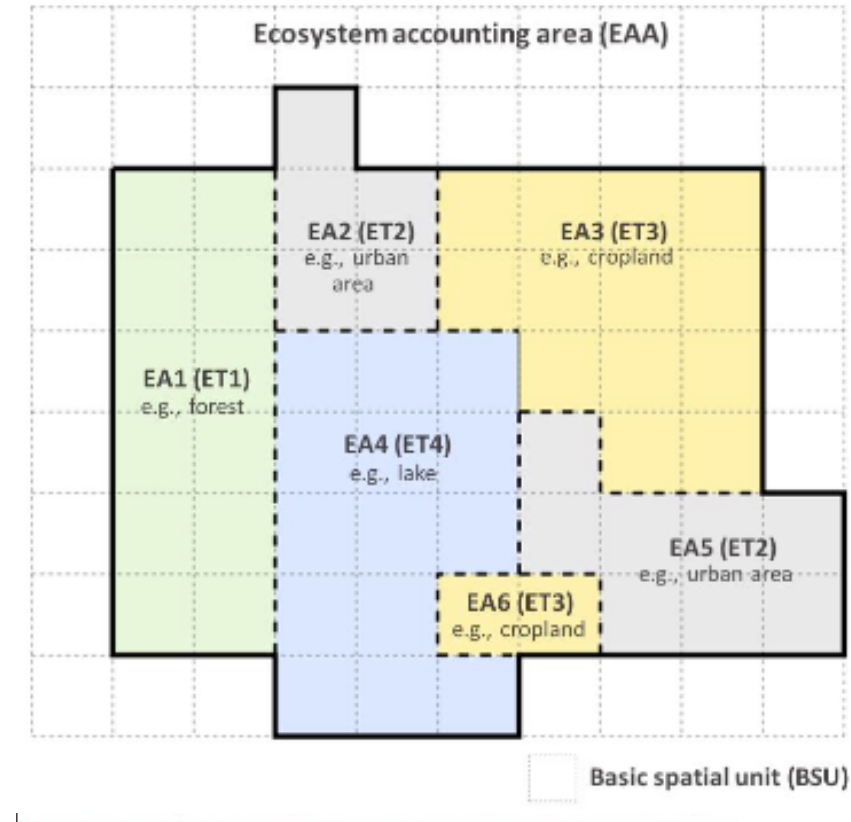 Ecosystem accounting area (EAA)
EA2 (ET2)
e.g., urban
area
EA3 (ET3)
e.g., cropland
EA1 (ET1)
e.g., forest
EA4 (ET4)
e.g., lake
EA5 (ET2)
e.g., urban area
EA6 (ET3)
e.g., cropland
Basic spatial unit (BSU)